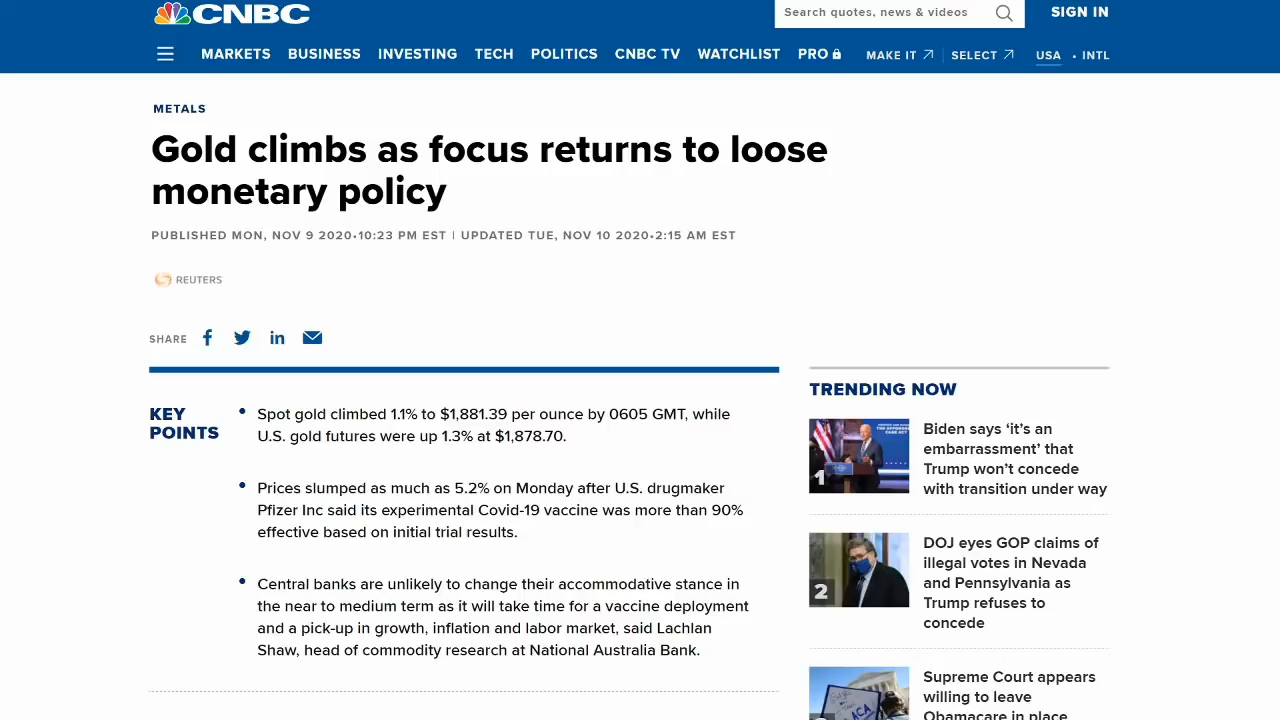 CNBC
Search quotes, news & videos
SIGN IN
MARKETS BUSINESS INVESTING TECH POLITICS CNBC TV WATCHLIST PRO MAKE IT SELECT USA • INTL
METALS
Gold climbs as focus returns to loose
monetary policy
PUBLISHED MON, NOV 9 2020•10:23 PM EST | UPDATED TUE, NOV 10 2020•2:15 AM EST
REUTERS
SHARE
KEY
POINTS
• Spot gold climbed 1.1% to $1,881.39 per ounce by 0605 GMT, while
U.S. gold futures were up 1.3% at $1,878.70.
• Prices slumped as much as 5.2% on Monday after U.S. drugmaker
Pfizer Inc said its experimental Covid-19 vaccine was more than 90%
effective based on initial trial results.
• Central banks are unlikely to change their accommodative stance in
the near to medium term as it will take time for a vaccine deployment
and a pick-up in growth, inflation and labor market, said Lachlan
Shaw, head of commodity research at National Australia Bank.
TRENDING NOW
1
Biden says ‘it’s an
embarrassment’ that
Trump won’t concede
with transition under way
2
DOJ eyes GOP claims of
illegal votes in Nevada
and Pennsylvania as
Trump refuses to
concede
ACA
Supreme Court appears
willing to leave
Obamacare in place